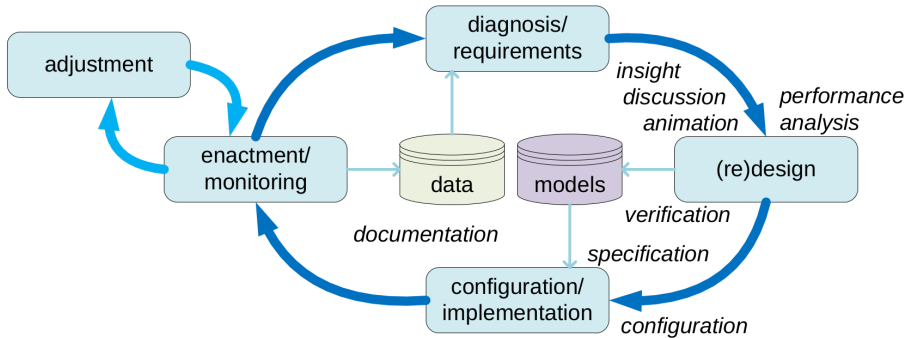 diagnosis/
requirements
adjustment
insight
discussion
animation
performance
analysis
enactment/
monitoring
data
models
(re)design
verification
documentation
specification
configuration/
implementation
configuration